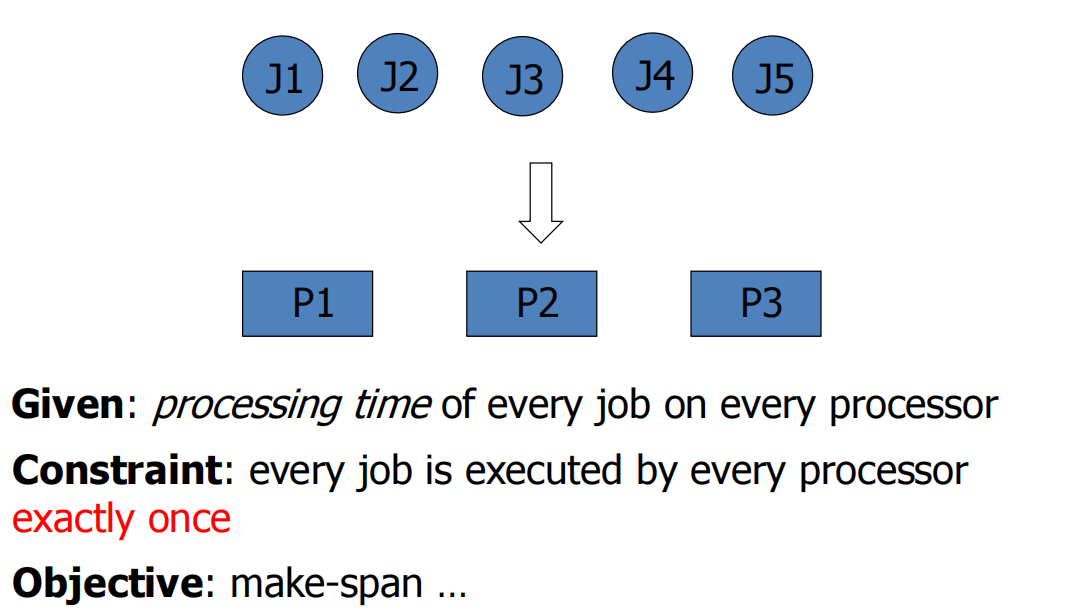 J1 J2 J3 J4 J5
P1 P2 P3
Given: processing time of every job on every processor
Constraint: every job is executed by every processor
exactly once
Objective: make-span ...